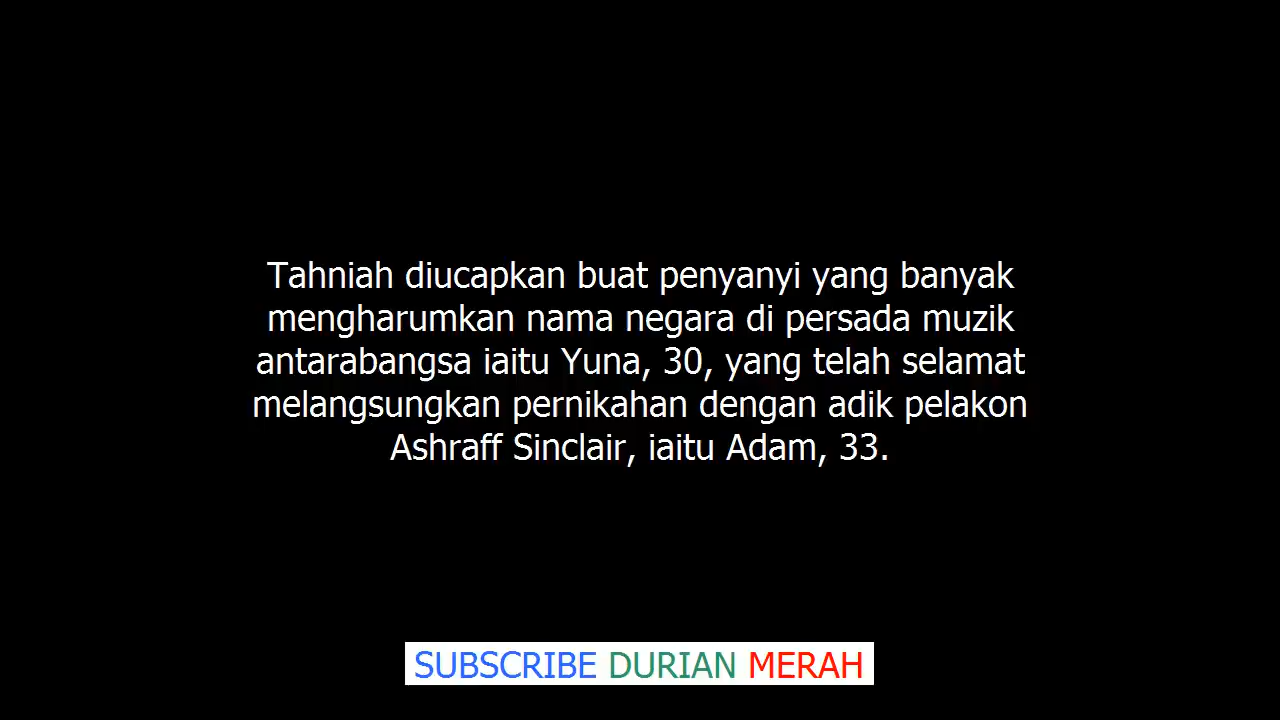 Tahniah diucapkan buat penyanyi yang banyak
mengharumkan nama negara di persada muzik
antarabangsa iaitu Yuna, 30, yang telah selamat
melangsungkan pernikahan dengan adik pelakon
Ashraff Sinclair, iaitu Adam, 33.
SUBSCRIBE DURIAN MERAH